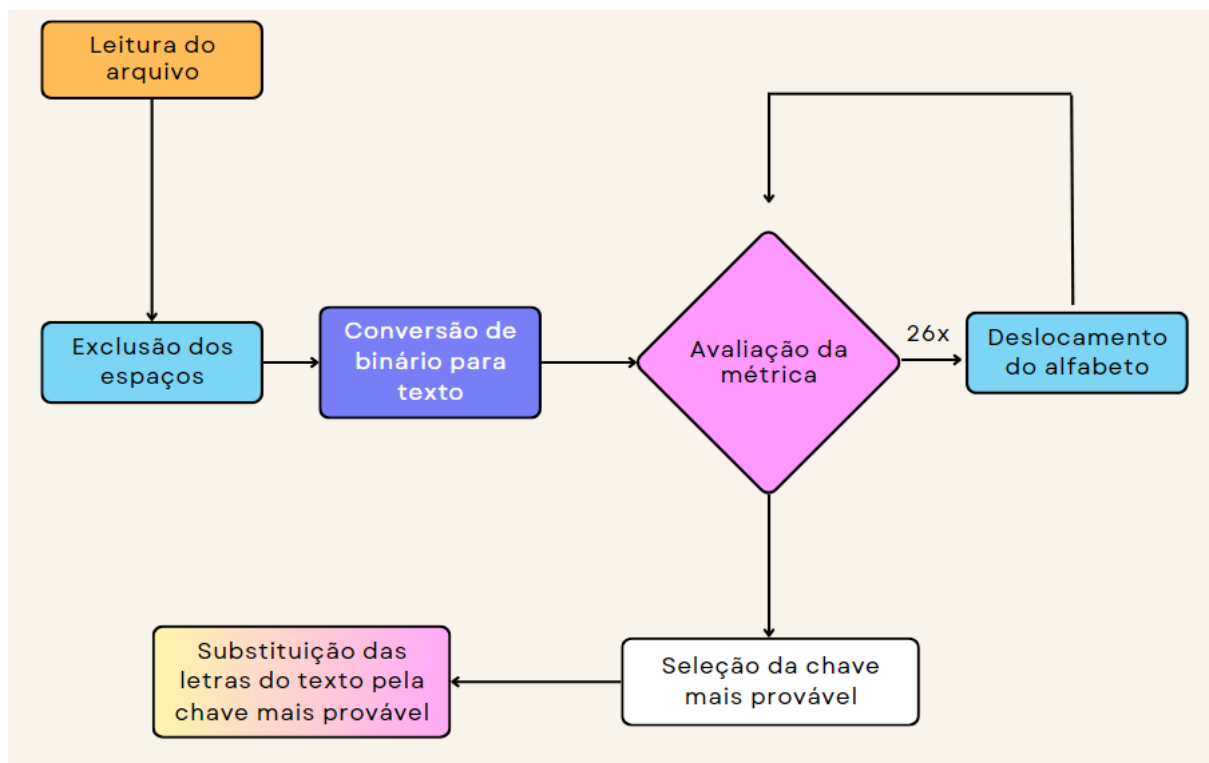 Leitura do
arquivo
Exclusão dos
espaços
Conversão de
binário para
texto
Avaliação da
métrica
26x
Deslocamento
do alfabeto
Seleção da chave
mais provável
Substituição das
letras do texto pela
chave mais provável